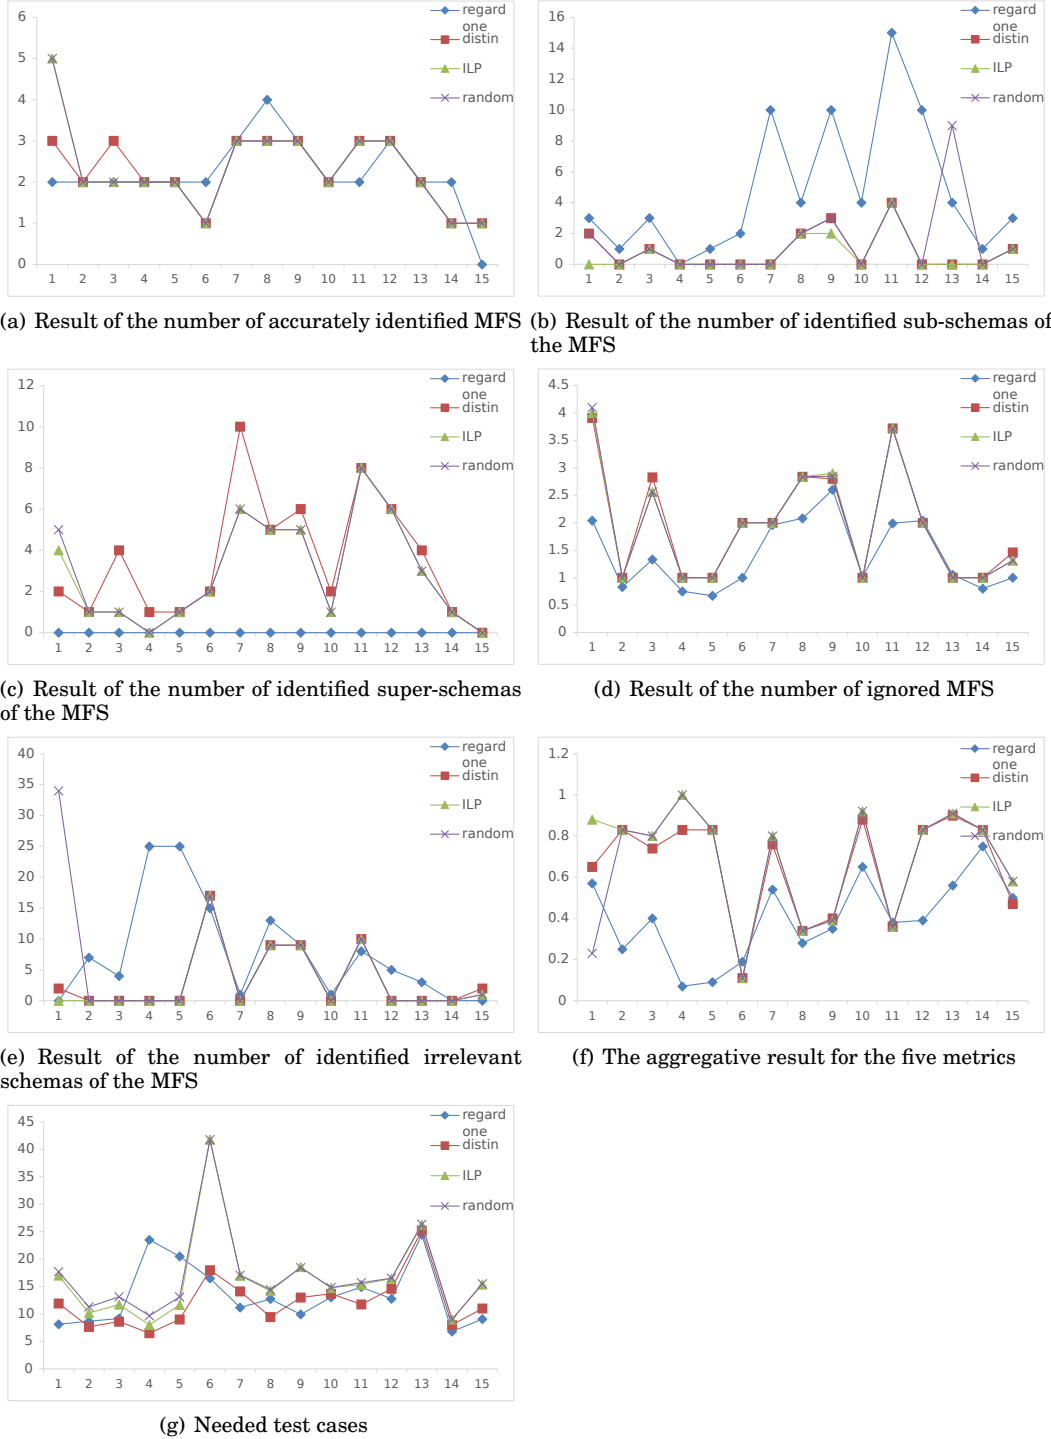 6
5
4
3
2
1
0
1 2 3 4 5 6 7 8 9 10 11 12 13 14 15
regard
one
distin
ILP
random
(a) Result of the number of accurately identified MFS
16
14
12
10
8
6
4
2
0
1 2 3 4 5 6 7 8 9 10 11 12 13 14 15
regard
one
distin
ILP
random
(b) Result of the number of identified sub-schemas of
the MFS
12
10
8
6
4
2
0
1 2 3 4 5 6 7 8 9 10 11 12 13 14 15
regard
one
distin
ILP
random
(c) Result of the number of identified super-schemas
of the MFS
4.5
4
3.5
3
2.5
2
1.5
1
0.5
0
1 2 3 4 5 6 7 8 9 10 11 12 13 14 15
regard
one
distin
ILP
random
(d) Result of the number of ignored MFS
40
35
30
25
20
15
10
5
0
1 2 3 4 5 6 7 8 9 10 11 12 13 14 15
regard
one
distin
ILP
random
(e) Result of the number of identified irrelevant
schemas of the MFS
1.2
1
0.8
0.6
0.4
0.2
0
1 2 3 4 5 6 7 8 9 10 11 12 13 14 15
regard
one
distin
ILP
random
(f) The aggregative result for the five metrics
45
40
35
30
25
20
15
10
5
0
1 2 3 4 5 6 7 8 9 10 11 12 13 14 15
regard
one
distin
ILP
random
(g) Needed test cases